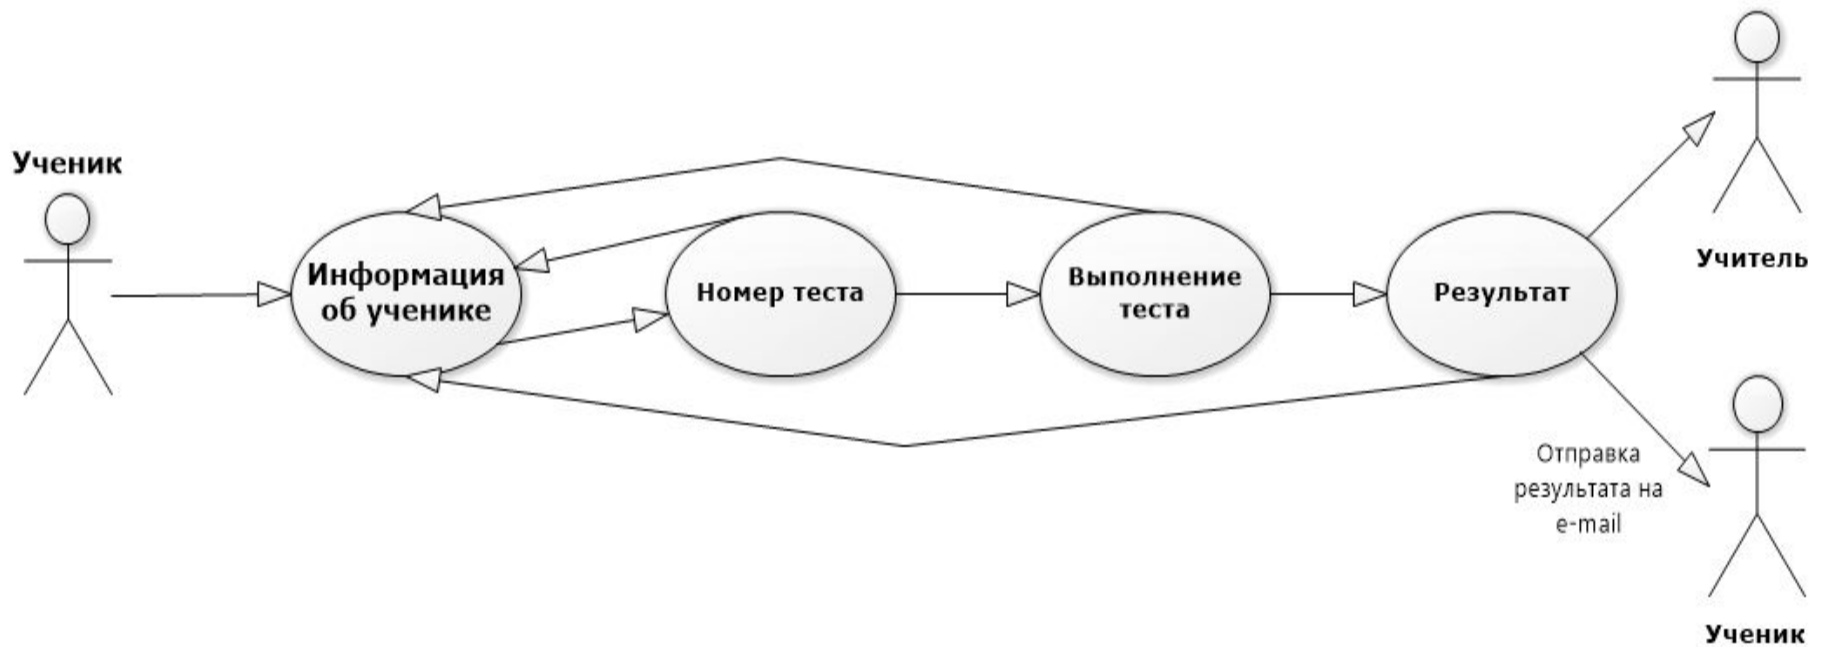 Ученик
Информация
об ученике
Номер теста
Выполнение
теста
Результат
Учитель
Отправка
результата на
e-mail
Ученик